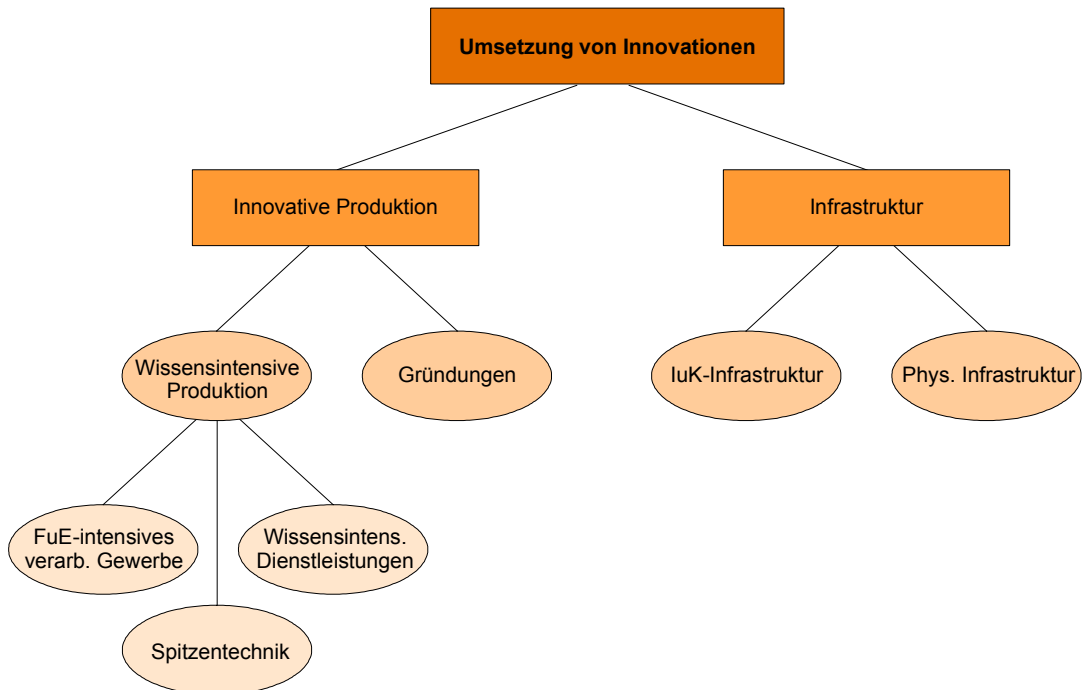 Umsetzung von Innovationen
Innovative Produktion
Infrastruktur
Wissensintensive
Produktion
Gründungen
IuK-Infrastruktur
Phys. Infrastruktur
FuE-intensives
verarb. Gewerbe
Wissensintens.
Dienstleistungen
Spitzentechnik